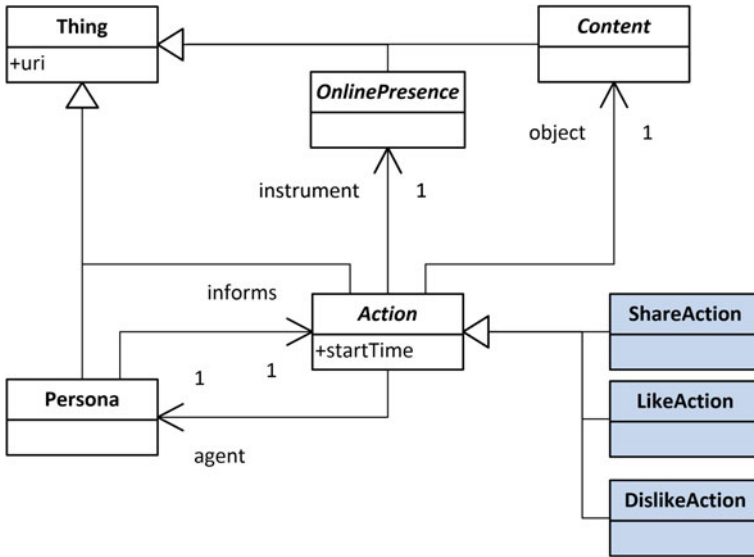 Thing
+uri
Content
OnlinePresence
object
1
instrument
1
informs
Action
+startTime
1
1
Persona
agent
ShareAction
LikeAction
DislikeAction